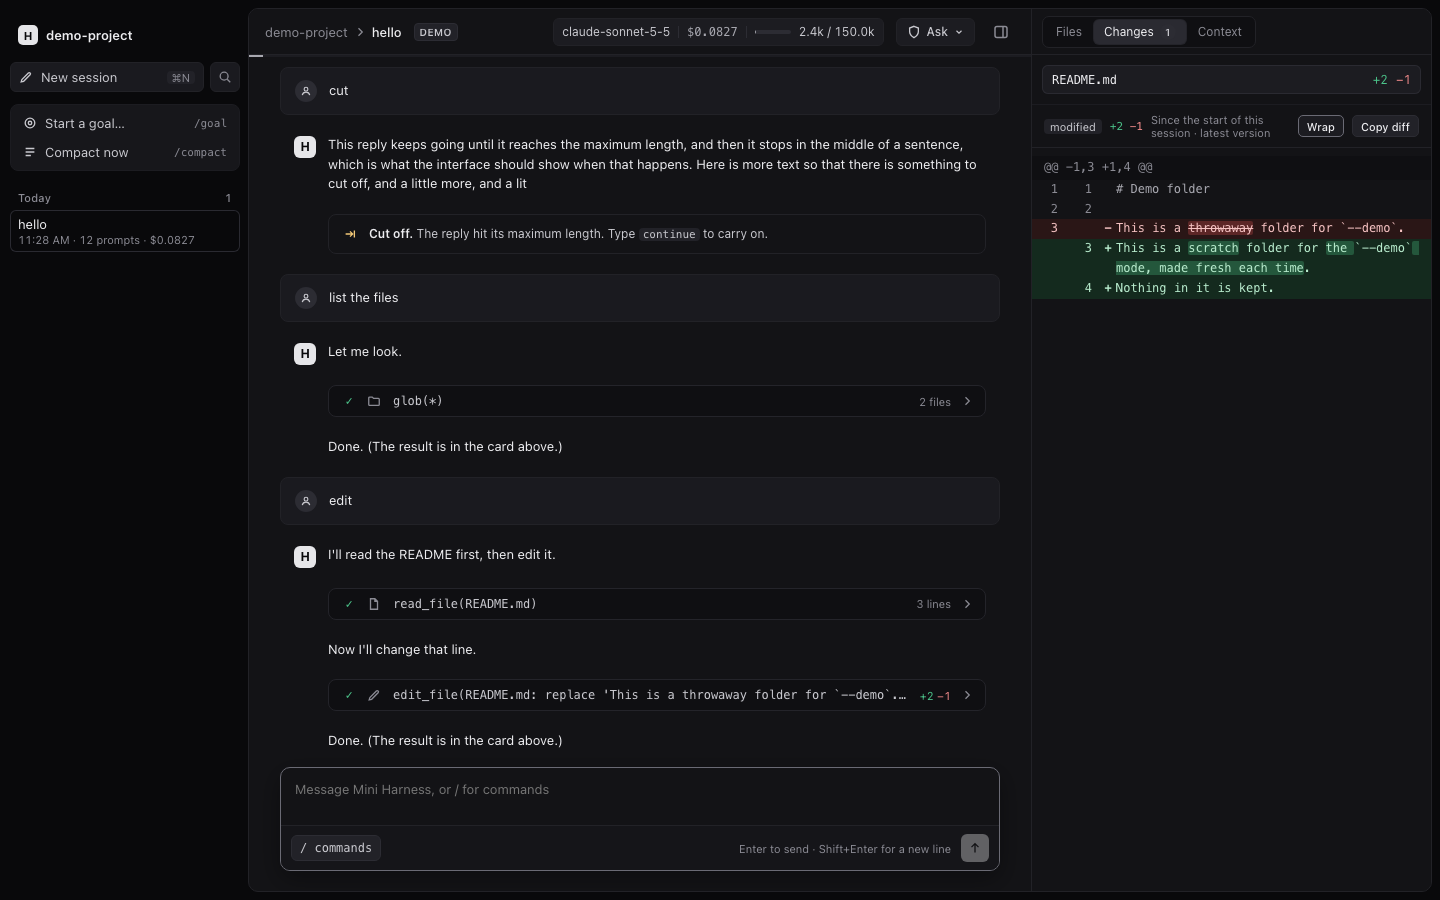 H demo-project
New session ⌘N
Start a goal... /goal
Compact now /compact
Today 1
hello
11:28 AM · 12 prompts · $0.0827
demo-project > hello DEMO
claude-sonnet-5-5 $0.0827 2.4k / 150.0k
Ask
cut
H This reply keeps going until it reaches the maximum length, and then it stops in the middle of a sentence,
which is what the interface should show when that happens. Here is more text so that there is something to
cut off, and a little more, and a lit
Cut off. The reply hit its maximum length. Type continue to carry on.
list the files
H Let me look.
✓ glob(*) 2 files
Done. (The result is in the card above.)
edit
H I'll read the README first, then edit it.
✓ read_file(README.md) 3 lines
Now I'll change that line.
✓ edit_file(README.md: replace 'This is a throwaway folder for `--demo`.… +2 −1
Done. (The result is in the card above.)
Message Mini Harness, or / for commands
/ commands
Enter to send · Shift+Enter for a new line
Files Changes 1 Context
README.md +2 −1
modified +2 −1 Since the start of this
session · latest version
Wrap Copy diff
@@ −1,3 +1,4 @@
1 1 # Demo folder
2 2
3 −This is a throwaway folder for `--demo`.
3 +This is a scratch folder for the `--demo`
mode, made fresh each time.
4 +Nothing in it is kept.